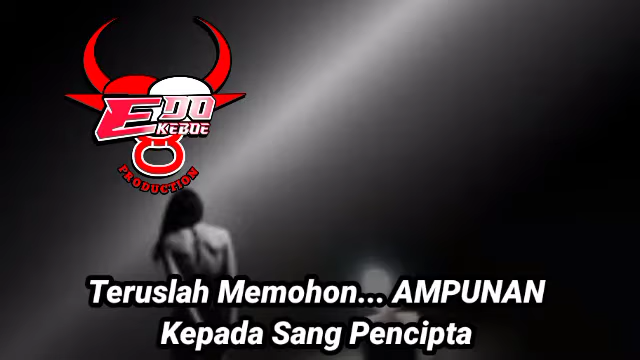 EDO
KEBOE
PRODUCTION
Teruslah Memohon... AMPUNAN
Kepada Sang Pencipta